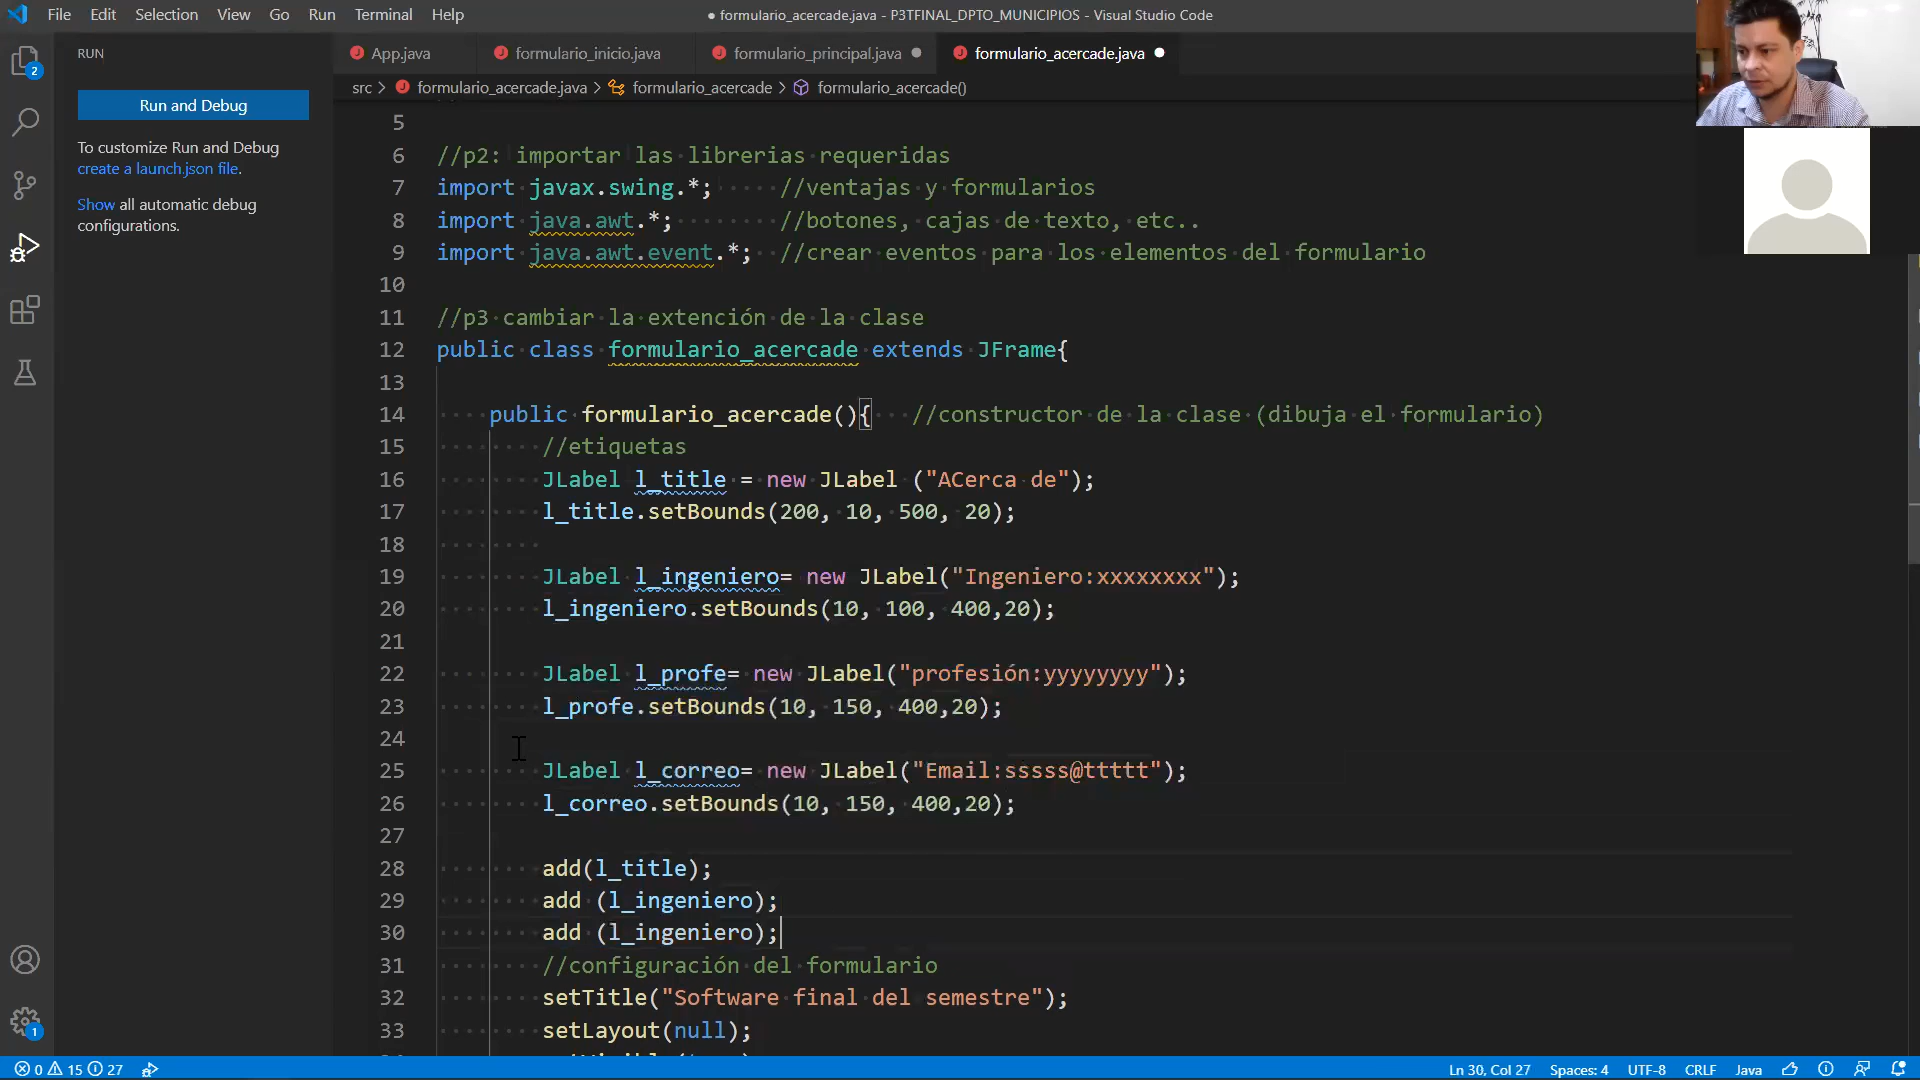 File Edit Selection View Go Run Terminal Help
● formulario_acercade.java - P3TFINAL_DPTO_MUNICIPIOS - Visual Studio Code
RUN
App.java formulario_inicio.java formulario_principal.java formulario_acercade.java
src > formulario_acercade.java > formulario_acercade > formulario_acercade()
2
Run and Debug
To customize Run and Debug
create a launch.json file.
Show all automatic debug
configurations.
5
6 //p2: importar las librerias requeridas
7 import javax.swing.*; //ventajas y formularios
8 import java.awt.*; //botones, cajas de texto, etc..
9 import java.awt.event.*; //crear eventos para los elementos del formulario
10
11 //p3 cambiar la extención de la clase
12 public class formulario_acercade extends JFrame{
13
14 public formulario_acercade(){ //constructor de la clase (dibuja el formulario)
15 //etiquetas
16 JLabel l_title = new JLabel ("ACerca de");
17 l_title.setBounds(200, 10, 500, 20);
18
19 JLabel l_ingeniero= new JLabel("Ingeniero:xxxxxxxx");
20 l_ingeniero.setBounds(10, 100, 400,20);
21
22 JLabel l_profe= new JLabel("profesión:yyyyyyyy");
23 l_profe.setBounds(10, 150, 400,20);
24
25 JLabel l_correo= new JLabel("Email:sssss@ttttt");
26 l_correo.setBounds(10, 150, 400,20);
27
28 add(l_title);
29 add (l_ingeniero);
30 add (l_ingeniero);
31 //configuración del formulario
32 setTitle("Software final del semestre");
33 setLayout(null);
1
0 15 27
Ln 30, Col 27 Spaces: 4 UTF-8 CRLF Java